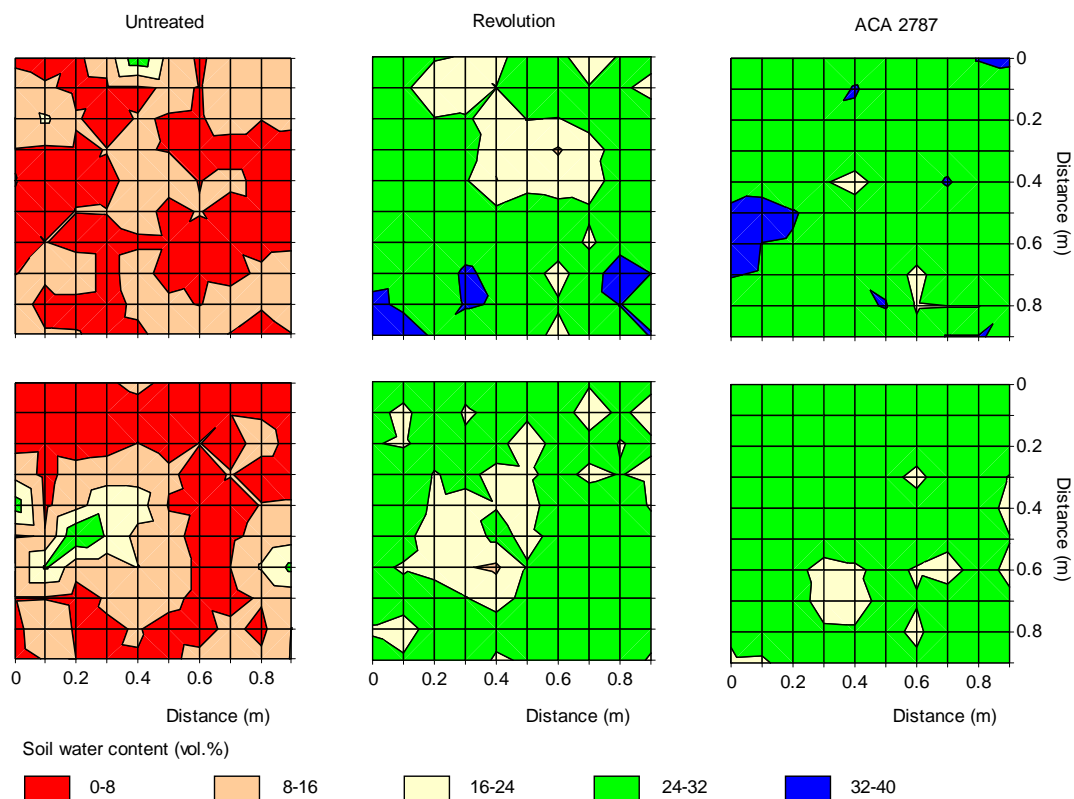 Untreated
Revolution
ACA 2787
0
0.2
0.4
0.6
0.8
Distance (m)
0
0.2
0.4
0.6
0.8
Distance (m)
0 0.2 0.4 0.6 0.8
0 0.2 0.4 0.6 0.8
0 0.2 0.4 0.6 0.8
Distance (m)
Distance (m)
Distance (m)
Soil water content (vol.%)
0-8
8-16
16-24
24-32
32-40